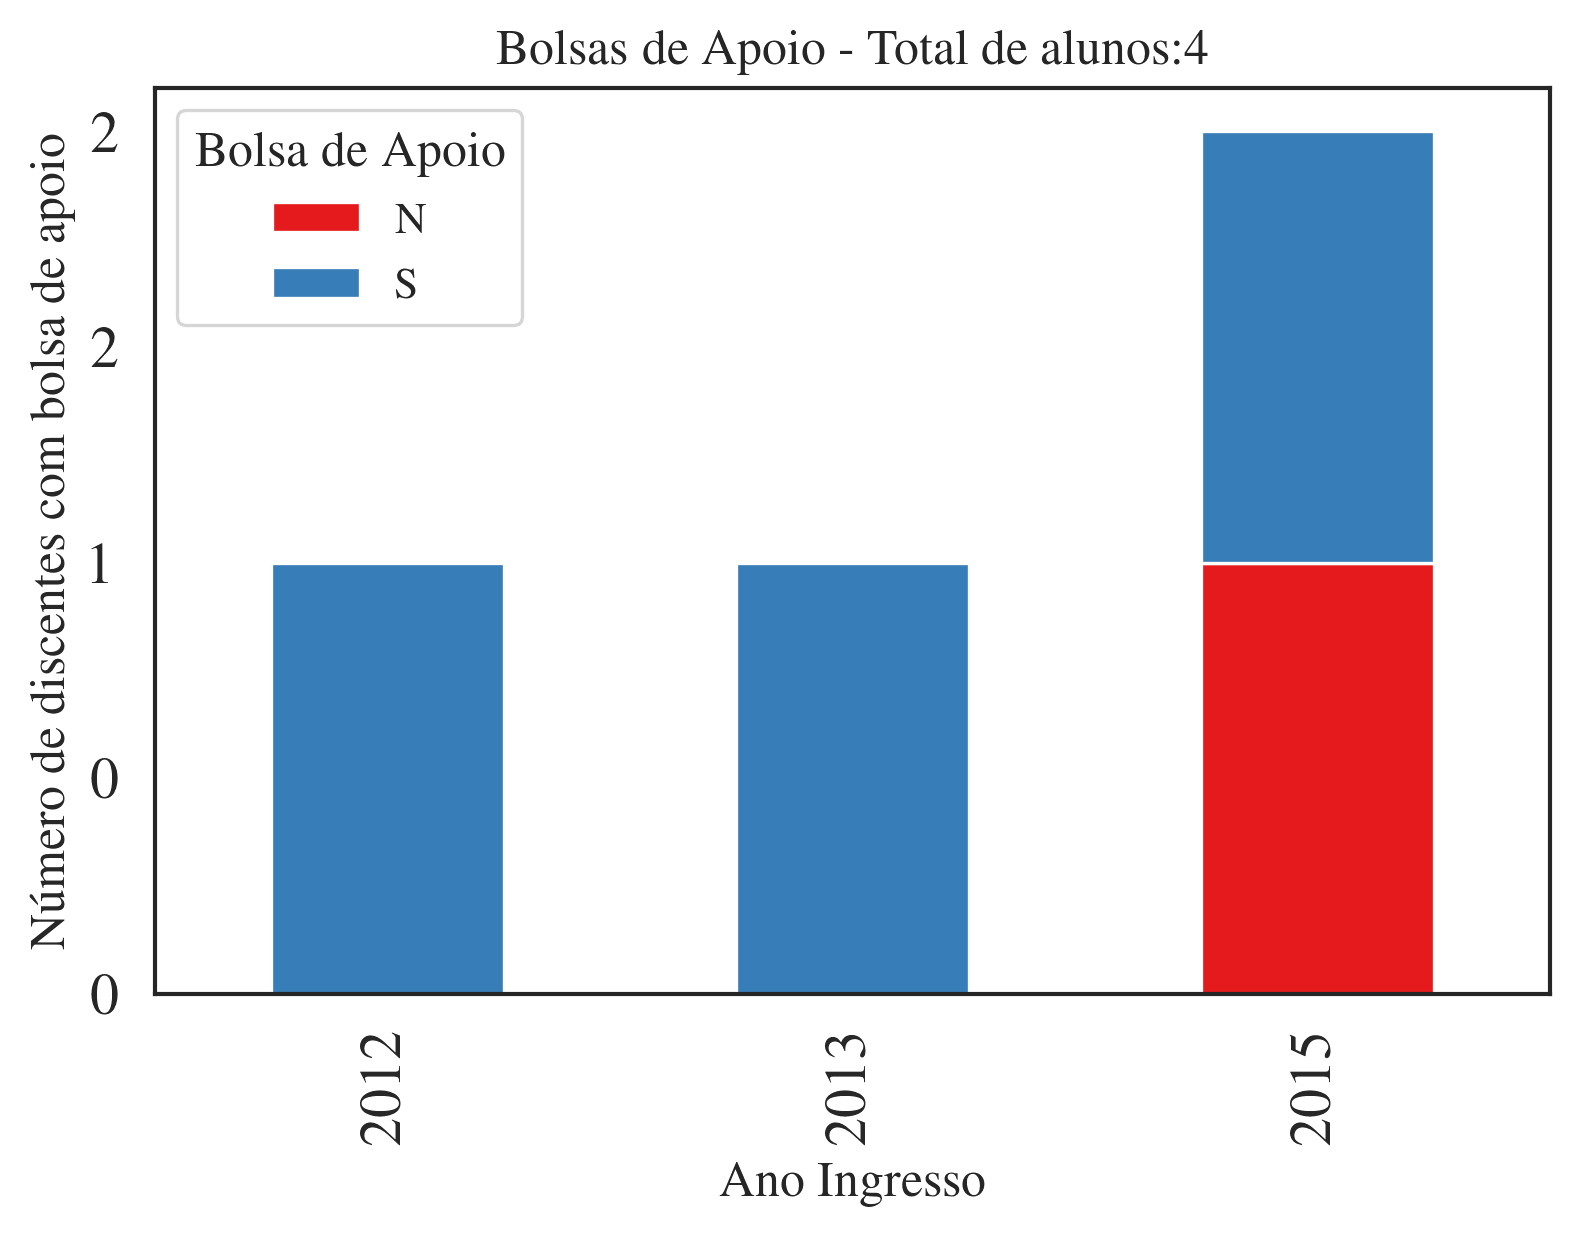 Bolsas de Apoio - Total de alunos:4
Número de discentes com bolsa de apoio
2
2
1
0
0
Bolsa de Apoio
N
S
2012
2013
2015
Ano Ingresso